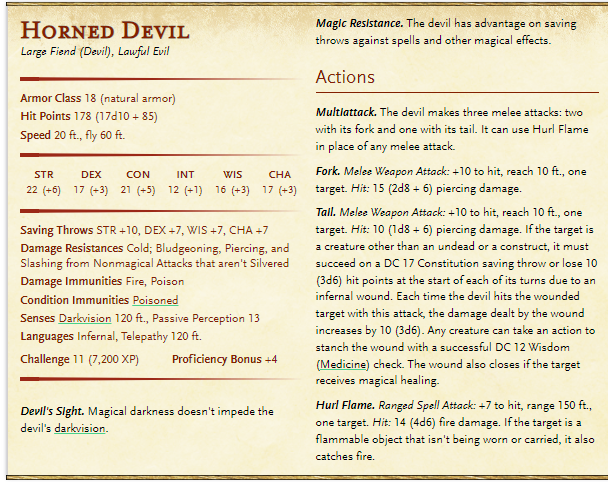 Horned Devil
Large Fiend (Devil), Lawful Evil
Armor Class 18 (natural armor)
Hit Points 178 (17d10 + 85)
Speed 20 ft., fly 60 ft.
STR DEX CON INT WIS CHA
22 (+6) 17 (+3) 21 (+5) 12 (+1) 16 (+3) 17 (+3)
Saving Throws STR +10, DEX +7, WIS +7, CHA +7
Damage Resistances Cold; Bludgeoning, Piercing, and
Slashing from Nonmagical Attacks that aren't Silvered
Damage Immunities Fire, Poison
Condition Immunities Poisoned
Senses Darkvision 120 ft., Passive Perception 13
Languages Infernal, Telepathy 120 ft.
Challenge 11 (7,200 XP) Proficiency Bonus +4
Devil's Sight. Magical darkness doesn't impede the
devil's darkvision.
Magic Resistance. The devil has advantage on saving
throws against spells and other magical effects.
Actions
Multiattack. The devil makes three melee attacks: two
with its fork and one with its tail. It can use Hurl Flame
in place of any melee attack.
Fork. Melee Weapon Attack: +10 to hit, reach 10 ft., one
target. Hit: 15 (2d8 + 6) piercing damage.
Tail. Melee Weapon Attack: +10 to hit, reach 10 ft., one
target. Hit: 10 (1d8 + 6) piercing damage. If the target is
a creature other than an undead or a construct, it must
succeed on a DC 17 Constitution saving throw or lose 10
(3d6) hit points at the start of each of its turns due to an
infernal wound. Each time the devil hits the wounded
target with this attack, the damage dealt by the wound
increases by 10 (3d6). Any creature can take an action to
stanch the wound with a successful DC 12 Wisdom
(Medicine) check. The wound also closes if the target
receives magical healing.
Hurl Flame. Ranged Spell Attack: +7 to hit, range 150 ft.,
one target. Hit: 14 (4d6) fire damage. If the target is a
flammable object that isn't being worn or carried, it also
catches fire.